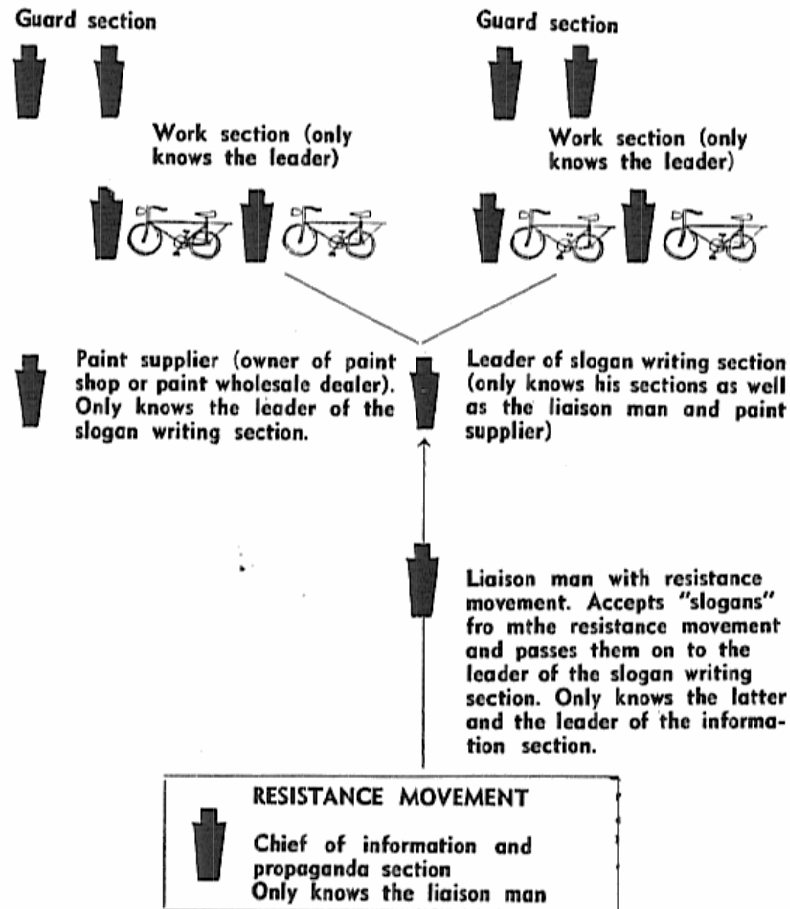 Guard section
Guard section
Work section (only
knows the leader)
Work section (only
knows the leader)
Paint supplier (owner of paint
shop or paint wholesale dealer).
Only knows the leader of the
slogan writing section.
Leader of slogan writing section
(only knows his sections as well
as the liaison man and paint
supplier)
Liaison man with resistance
movement. Accepts "slogans"
fro mthe resistance movement
and passes them on to the
leader of the slogan writing
section. Only knows the latter
and the leader of the informa-
tion section.
RESISTANCE MOVEMENT
Chief of information and
propaganda section
Only knows the liaison man